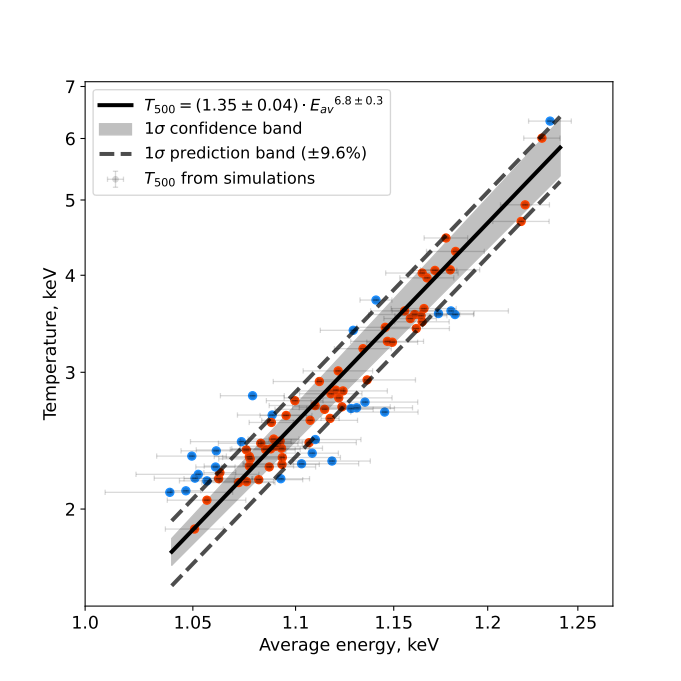 7
6
5
4
3
2
Temperature, keV
T₅₀₀ = (1.35 ± 0.04) · Eₐᵥ^6.8 ± 0.3
1σ confidence band
1σ prediction band (±9.6%)
T₅₀₀ from simulations
1.0 1.05 1.1 1.15 1.2 1.25
Average energy, keV